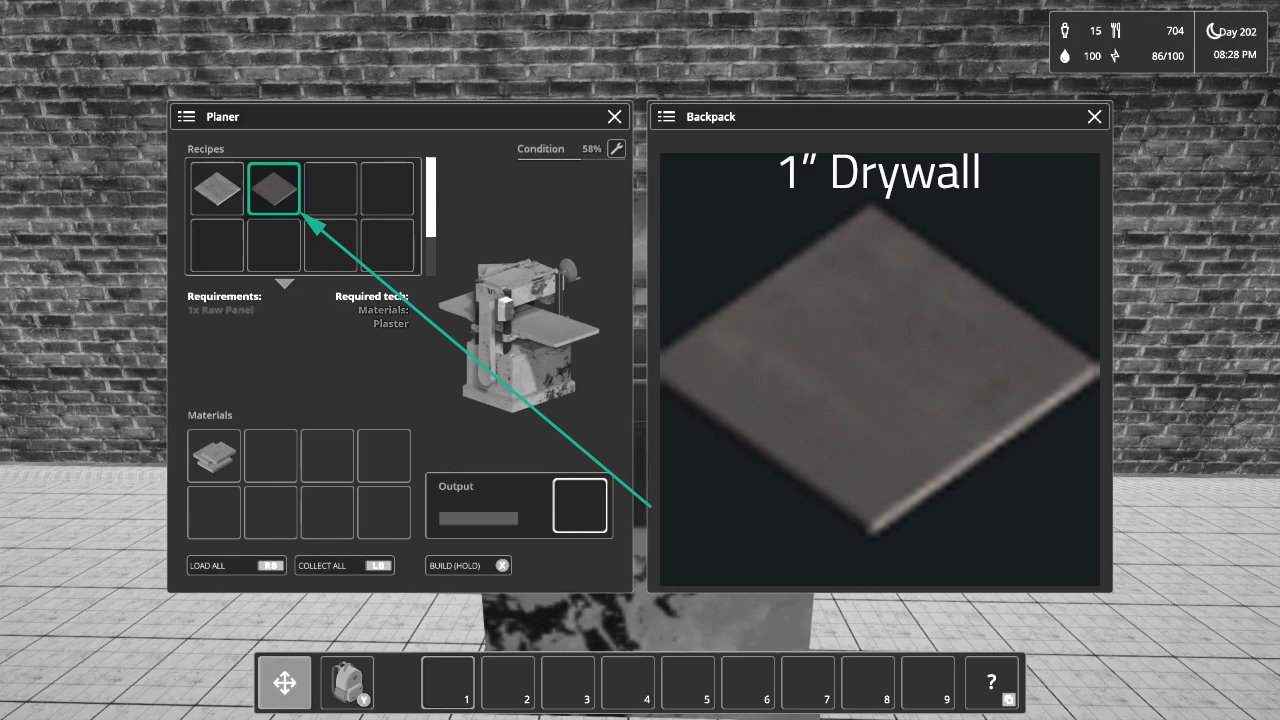 15
704
Day 202
100
86/100
08:28 PM
Planer
Backpack
Recipes
Condition
58%
1" Drywall
Requirements:
Required tech:
1x Raw Panel
Materials:
Plaster
Materials
Output
LOAD ALL
RB
COLLECT ALL
LB
BUILD (HOLD)
X
Y
1
2
3
4
5
6
7
8
9
?